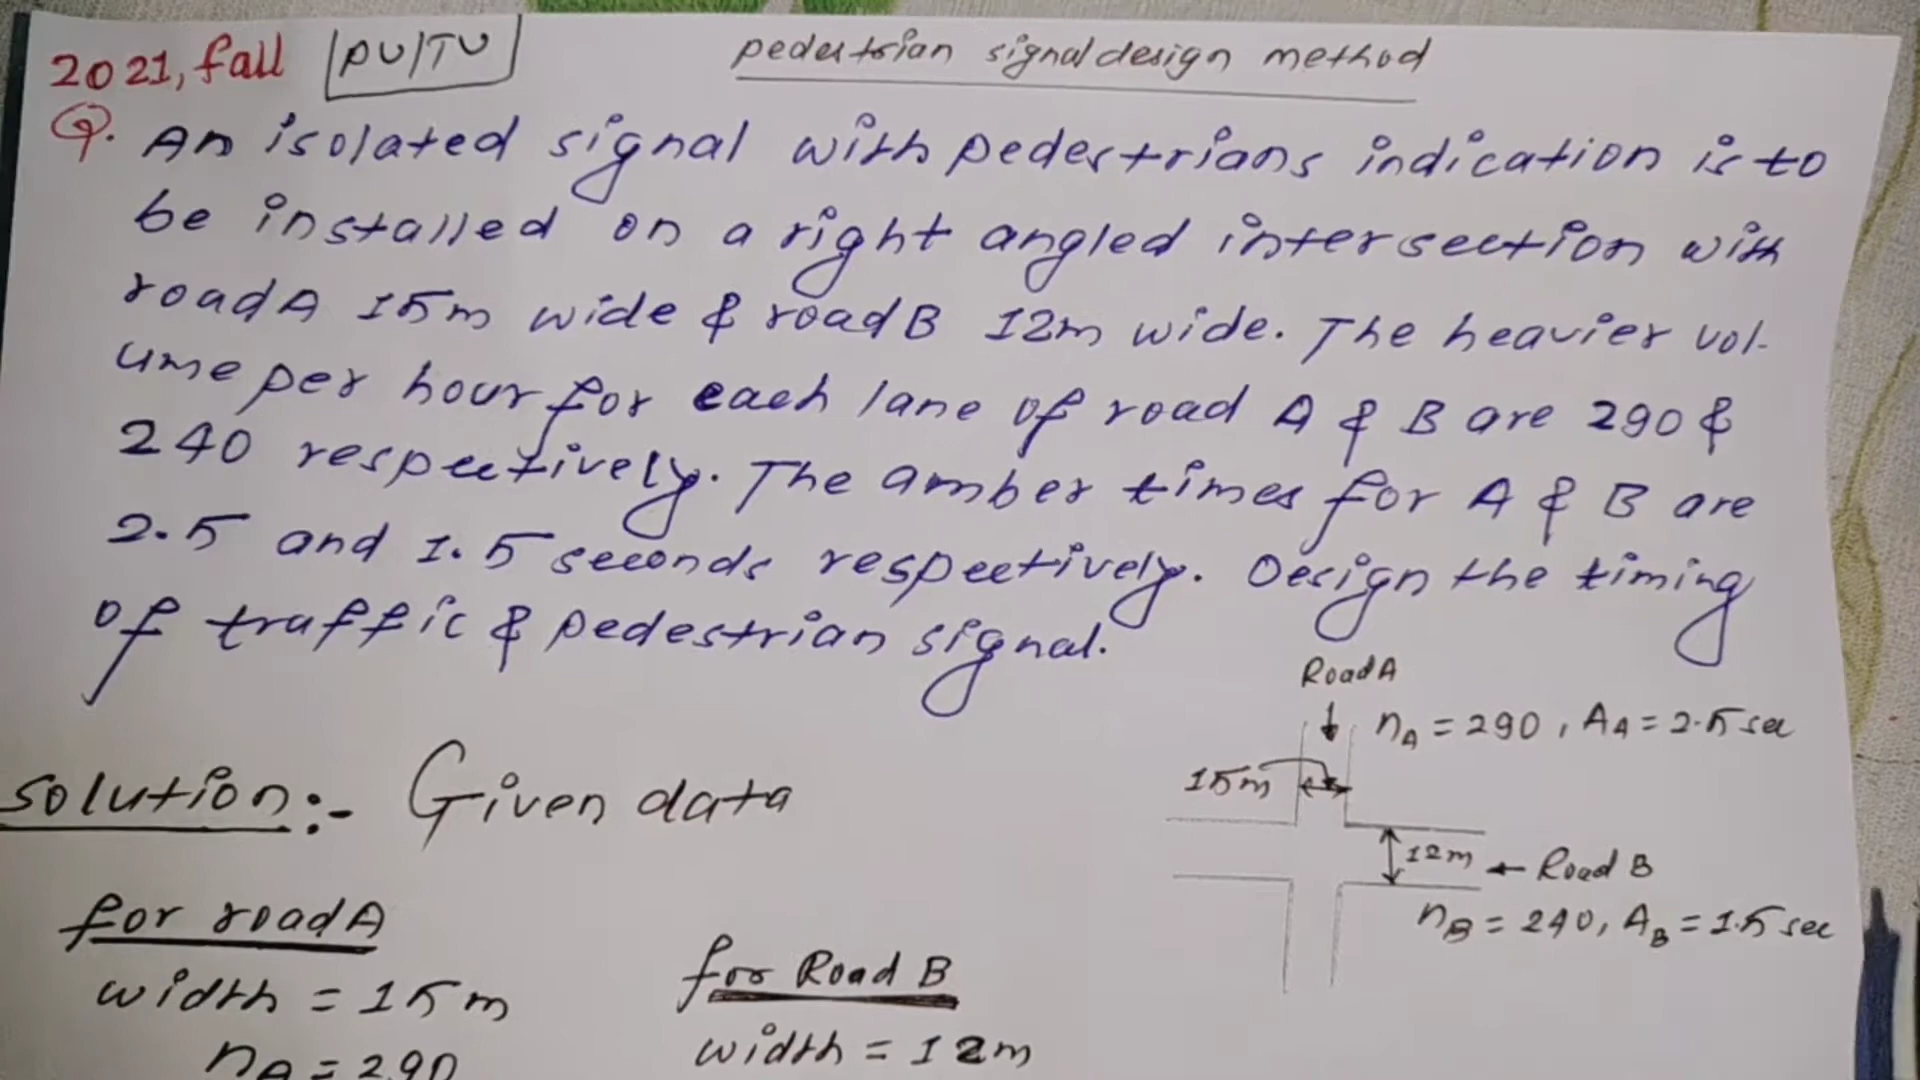 2021, fall PU/TU pedestrian signal design method
Q. An isolated signal with pedestrians indication is to
be installed on a right angled intersection with
road A 15m wide & road B 12m wide. The heavier vol-
ume per hour for each lane of road A & B are 290 &
240 respectively. The amber times for A & B are
2.5 and 1.5 seconds respectively. Design the timing
of traffic & pedestrian signal.
Road A
nA = 290, AA = 2.5 sec
15m
12m ← Road B
nB = 240, AB = 1.5 sec
Solution:- Given data
for road A
width = 15m
nA = 290
for Road B
width = 12m